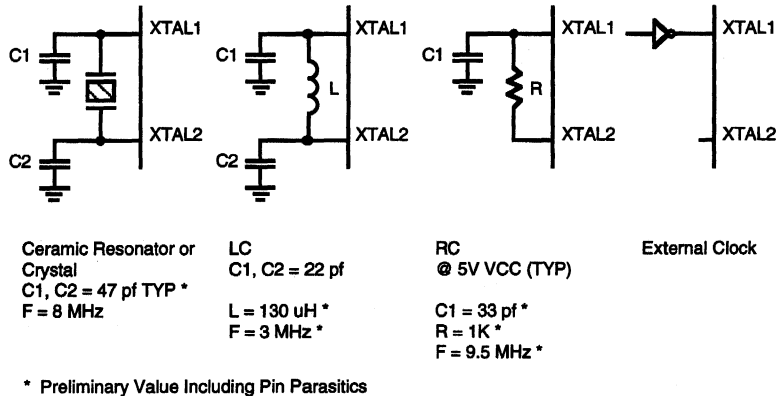 XTAL1
C1
XTAL2
C2
XTAL1
C1
L
XTAL2
C2
XTAL1
C1
R
XTAL2
XTAL1
XTAL2
Ceramic Resonator or
Crystal
C1, C2 = 47 pf TYP *
F = 8 MHz
LC
C1, C2 = 22 pf
L = 130 uH *
F = 3 MHz *
RC
@ 5V VCC (TYP)
C1 = 33 pf *
R = 1K *
F = 9.5 MHz *
External Clock
* Preliminary Value Including Pin Parasitics